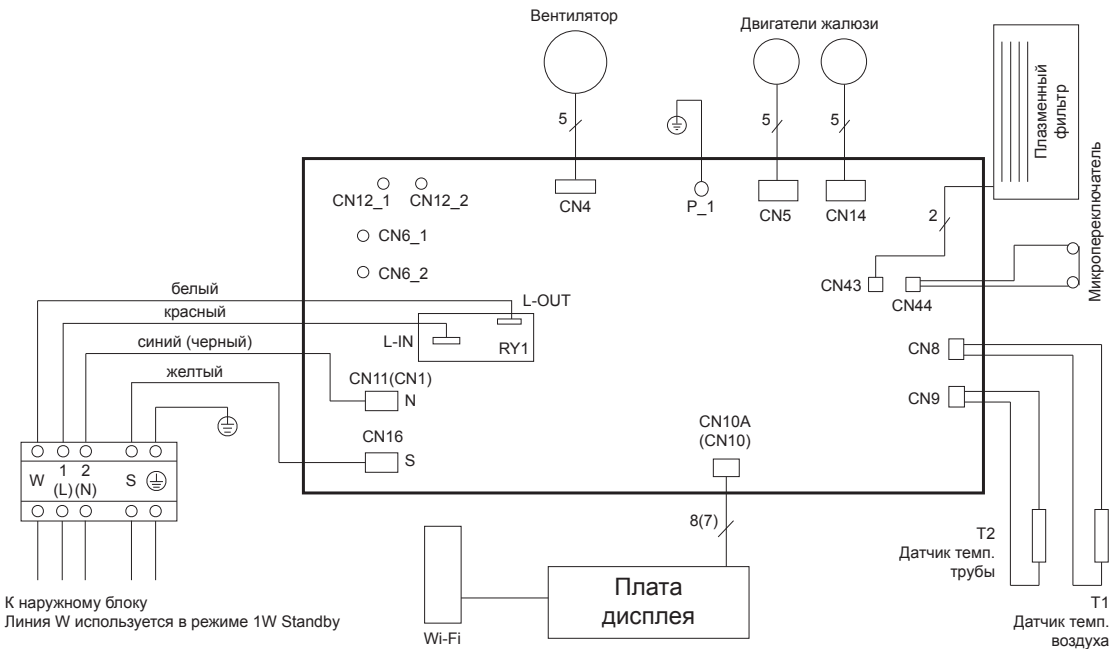 Вентилятор
Двигатели жалюзи
Плазменный
фильтр
Микропереключатель
5
5
5
2
CN12_1
CN12_2
CN4
P_1
CN5
CN14
CN6_1
CN6_2
CN43
CN44
белый
красный
синий (черный)
желтый
L-OUT
L-IN
RY1
CN11(CN1)
N
CN16
S
CN8
CN9
CN10A
(CN10)
8(7)
W
1
(L)
2
(N)
S
К наружному блоку
Линия W используется в режиме 1W Standby
Wi-Fi
Плата
дисплея
T2
Датчик темп.
трубы
T1
Датчик темп.
воздуха